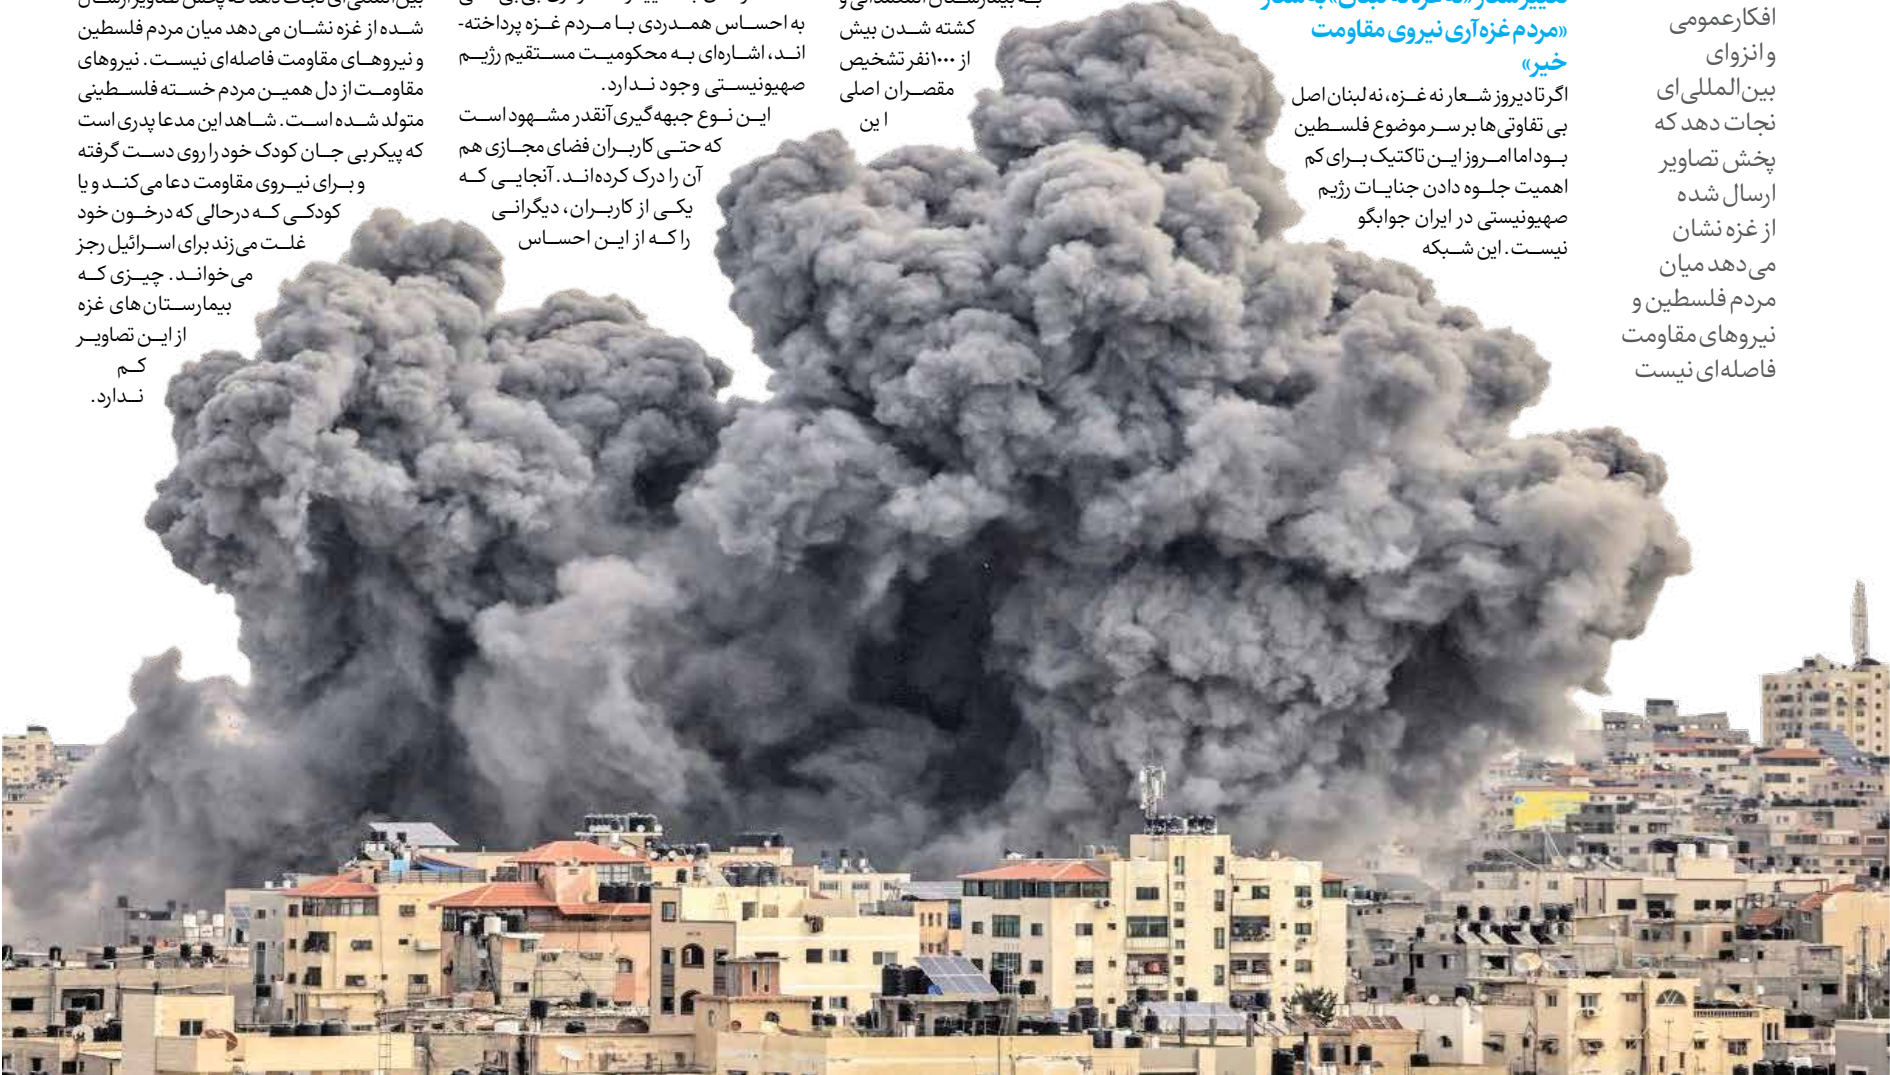 افکارعمومی
و انزوای
بین‌المللی‌ای
نجات دهد که
پخش تصاویر
ارسال شده
از غزه نشان
می‌دهد میان
مردم فلسطین و
نیروهای مقاومت
فاصله‌ای نیست
«مردم غزه آری نیروی مقاومت
خیر»
اگر تا دیروز شعار نه غزه، نه لبنان اصل
بی تفاوتی‌ها بر سر موضوع فلسطین
بود اما امروز این تاکتیک برای کم
اهمیت جلوه دادن جنایات رژیم
صهیونیستی در ایران جوابگو
نیست. این شبکه
کشته شدن بیش
از ۱۰۰۰نفر تشخیص
مقصران اصلی
این
به احساس همدردی با مردم غزه پرداخته-
اند، اشاره‌ای به محکومیت مستقیم رژیم
صهیونیستی وجود ندارد.
این نوع جبهه‌گیری آنقدر مشهود است
که حتی کاربران فضای مجازی هم
آن را درک کرده‌اند. آنجایی که
یکی از کاربران، دیگرانی
را که از این احساس
شده از غزه نشان می‌دهد میان مردم فلسطین
و نیروهای مقاومت فاصله‌ای نیست. نیروهای
مقاومت از دل همین مردم خسته فلسطینی
متولد شده است. شاهد این مدعا پدری است
که پیکر بی جان کودک خود را روی دست گرفته
و برای نیروی مقاومت دعا می‌کند و یا
کودکی که درحالی که درخون خود
غلت می‌زند برای اسرائیل رجز
می‌خواند. چیزی که
بیمارستان‌های غزه
از این تصاویر
کم
ندارد.